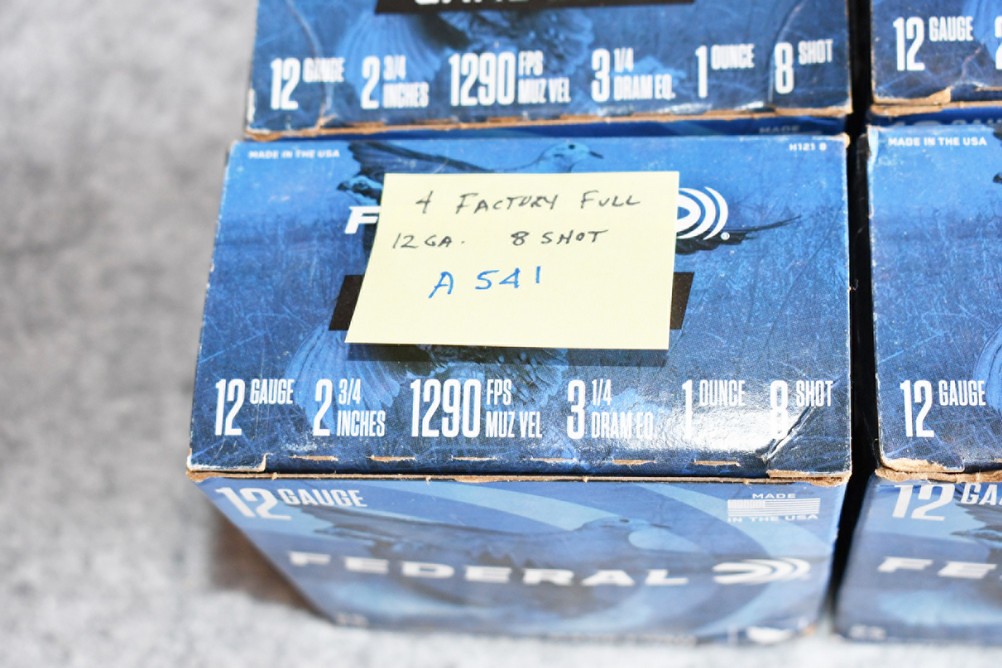 12 GAUGE 2 3/4 INCHES 1290 FPS MUZ VEL 3 1/4 DRAM EQ. 1 OUNCE 8 SHOT
12 GAUGE
MADE IN THE USA H121 8
MADE IN THE USA
4 FACTORY FULL
12 GA. 8 SHOT
A 541
12 GAUGE 2 3/4 INCHES 1290 FPS MUZ VEL 3 1/4 DRAM EQ. 1 OUNCE 8 SHOT
12 GAUGE
12 GAUGE
MADE IN THE USA
FEDERAL
12 GA
FE